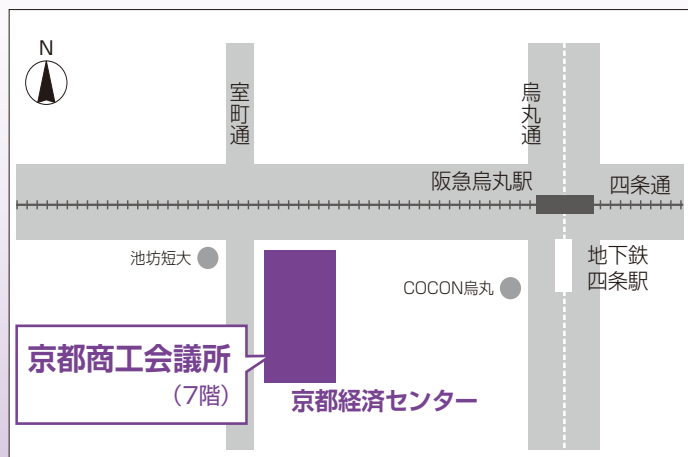 N
室町通
烏丸通
阪急烏丸駅
四条通
池坊短大
COCON烏丸
地下鉄
四条駅
京都商工会議所
(7階)
京都経済センター